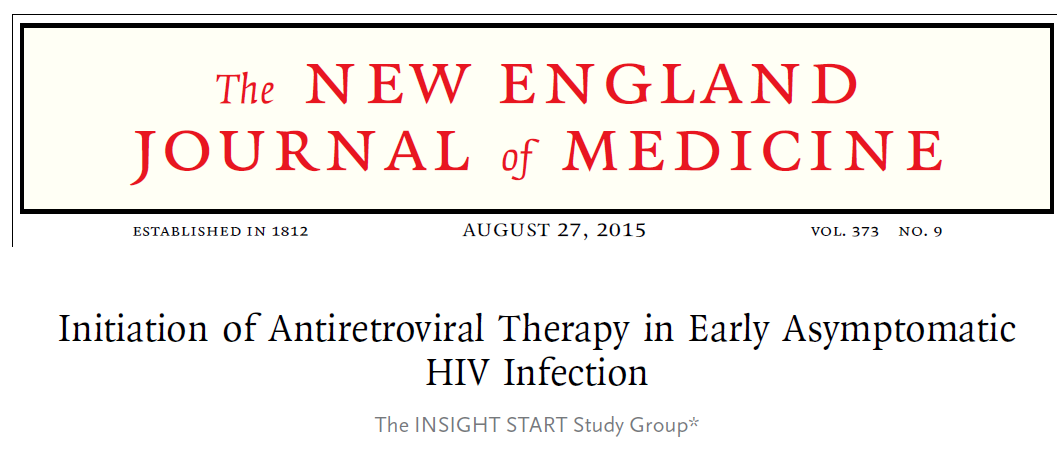 The NEW ENGLAND
JOURNAL of MEDICINE
ESTABLISHED IN 1812 AUGUST 27, 2015 VOL. 373 NO. 9
Initiation of Antiretroviral Therapy in Early Asymptomatic
HIV Infection
The INSIGHT START Study Group*